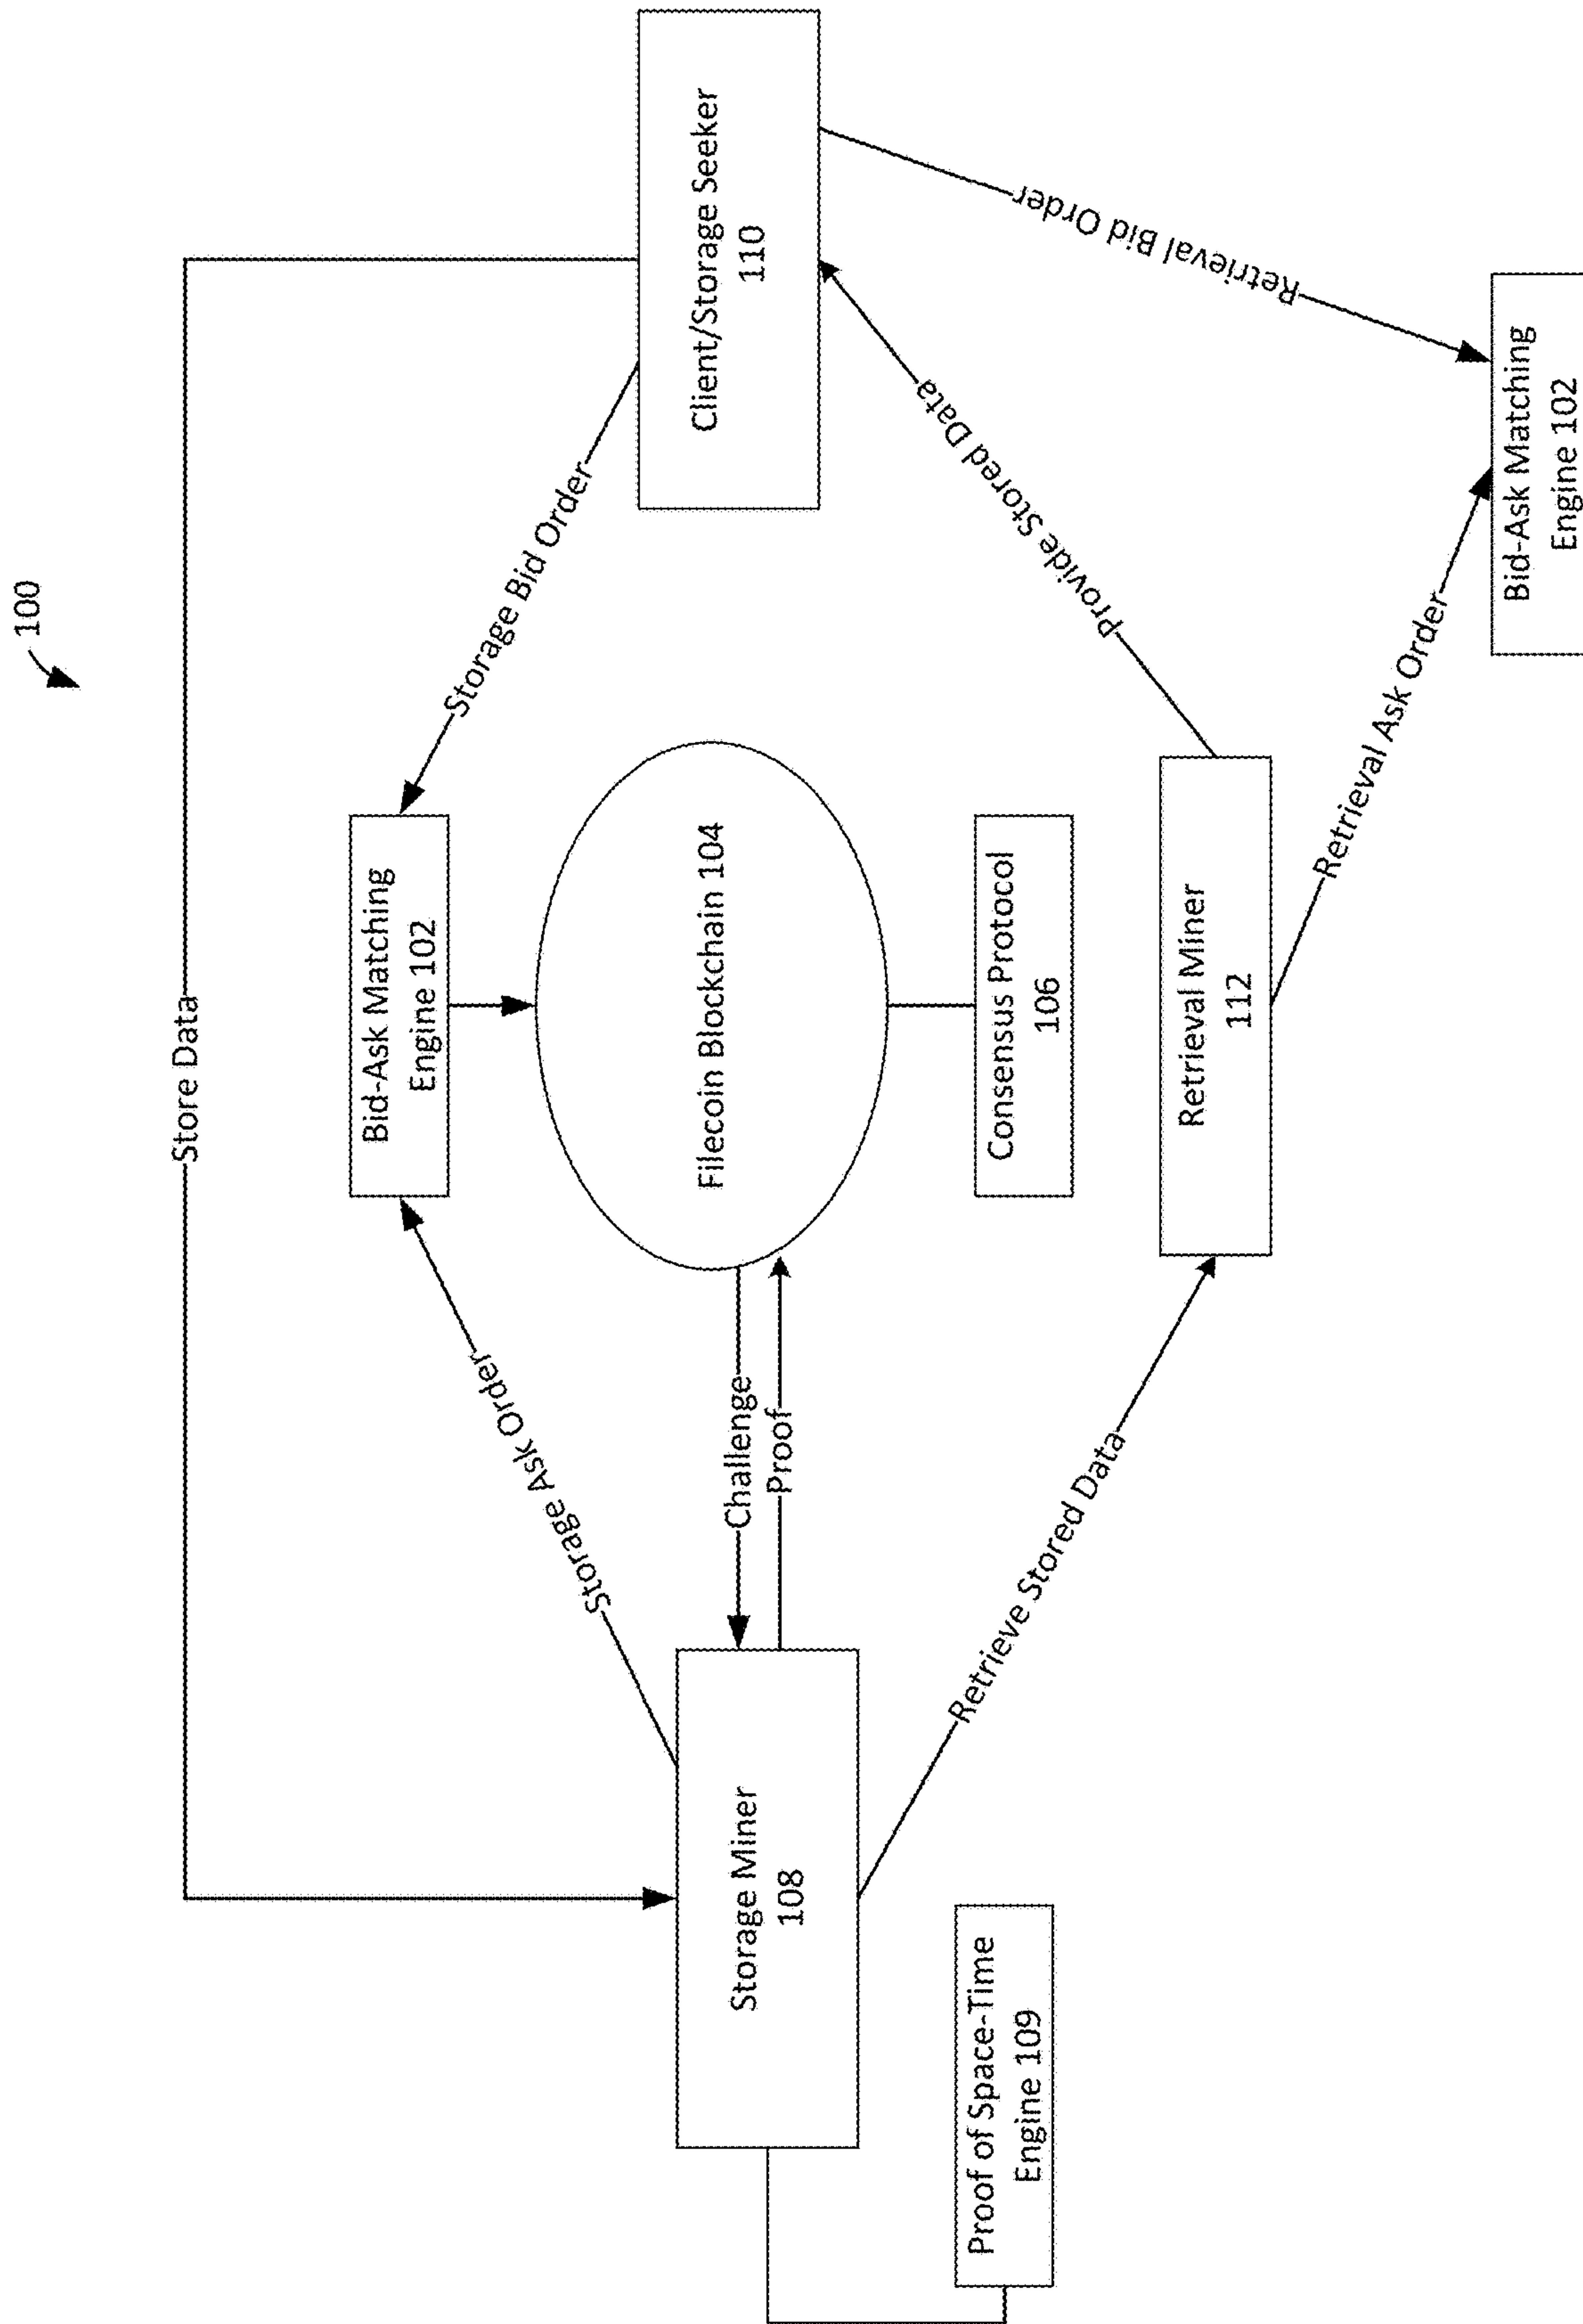 100
Store Data
Storage Ask Order
Bid-Ask Matching
Engine 102
Storage Bid Order
Storage Miner
108
Challenge
Proof
Filecoin Blockchain 104
Client/Storage Seeker
110
Proof of Space-Time
Engine 109
Consensus Protocol
106
Retrieve Stored Data
Retrieval Miner
112
Provide Stored Data
Retrieval Bid Order
Retrieval Ask Order
Bid-Ask Matching
Engine 102